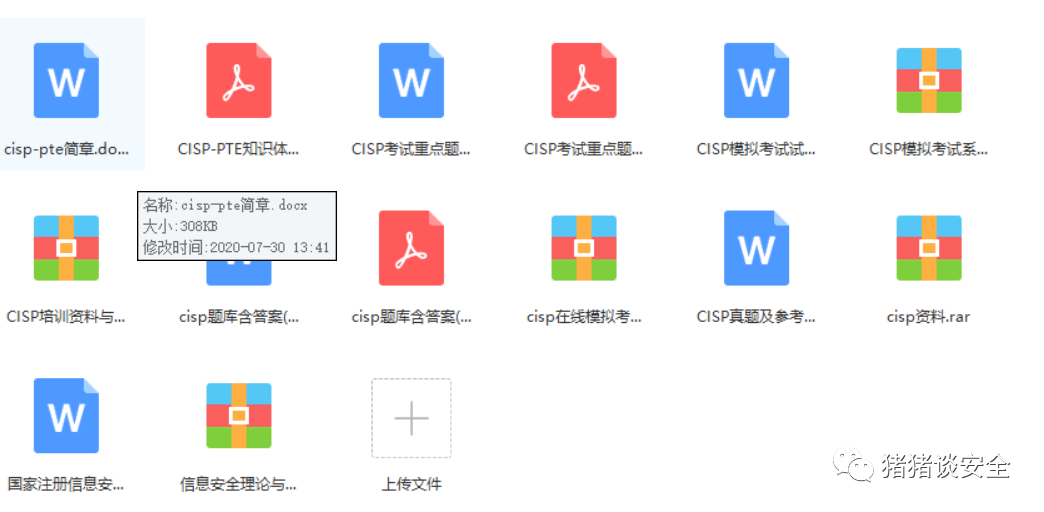 cisp-pte简章.do...
CISP-PTE知识体...
CISP考试重点题...
CISP考试重点题...
CISP模拟考试试...
CISP模拟考试系...
名称:cisp-pte简章.docx
大小:308KB
修改时间:2020-07-30 13:41
CISP培训资料与...
cisp题库含答案(...
cisp题库含答案(...
cisp在线模拟考...
CISP真题及参考...
cisp资料.rar
国家注册信息安...
信息安全理论与...
上传文件
猪猪谈安全